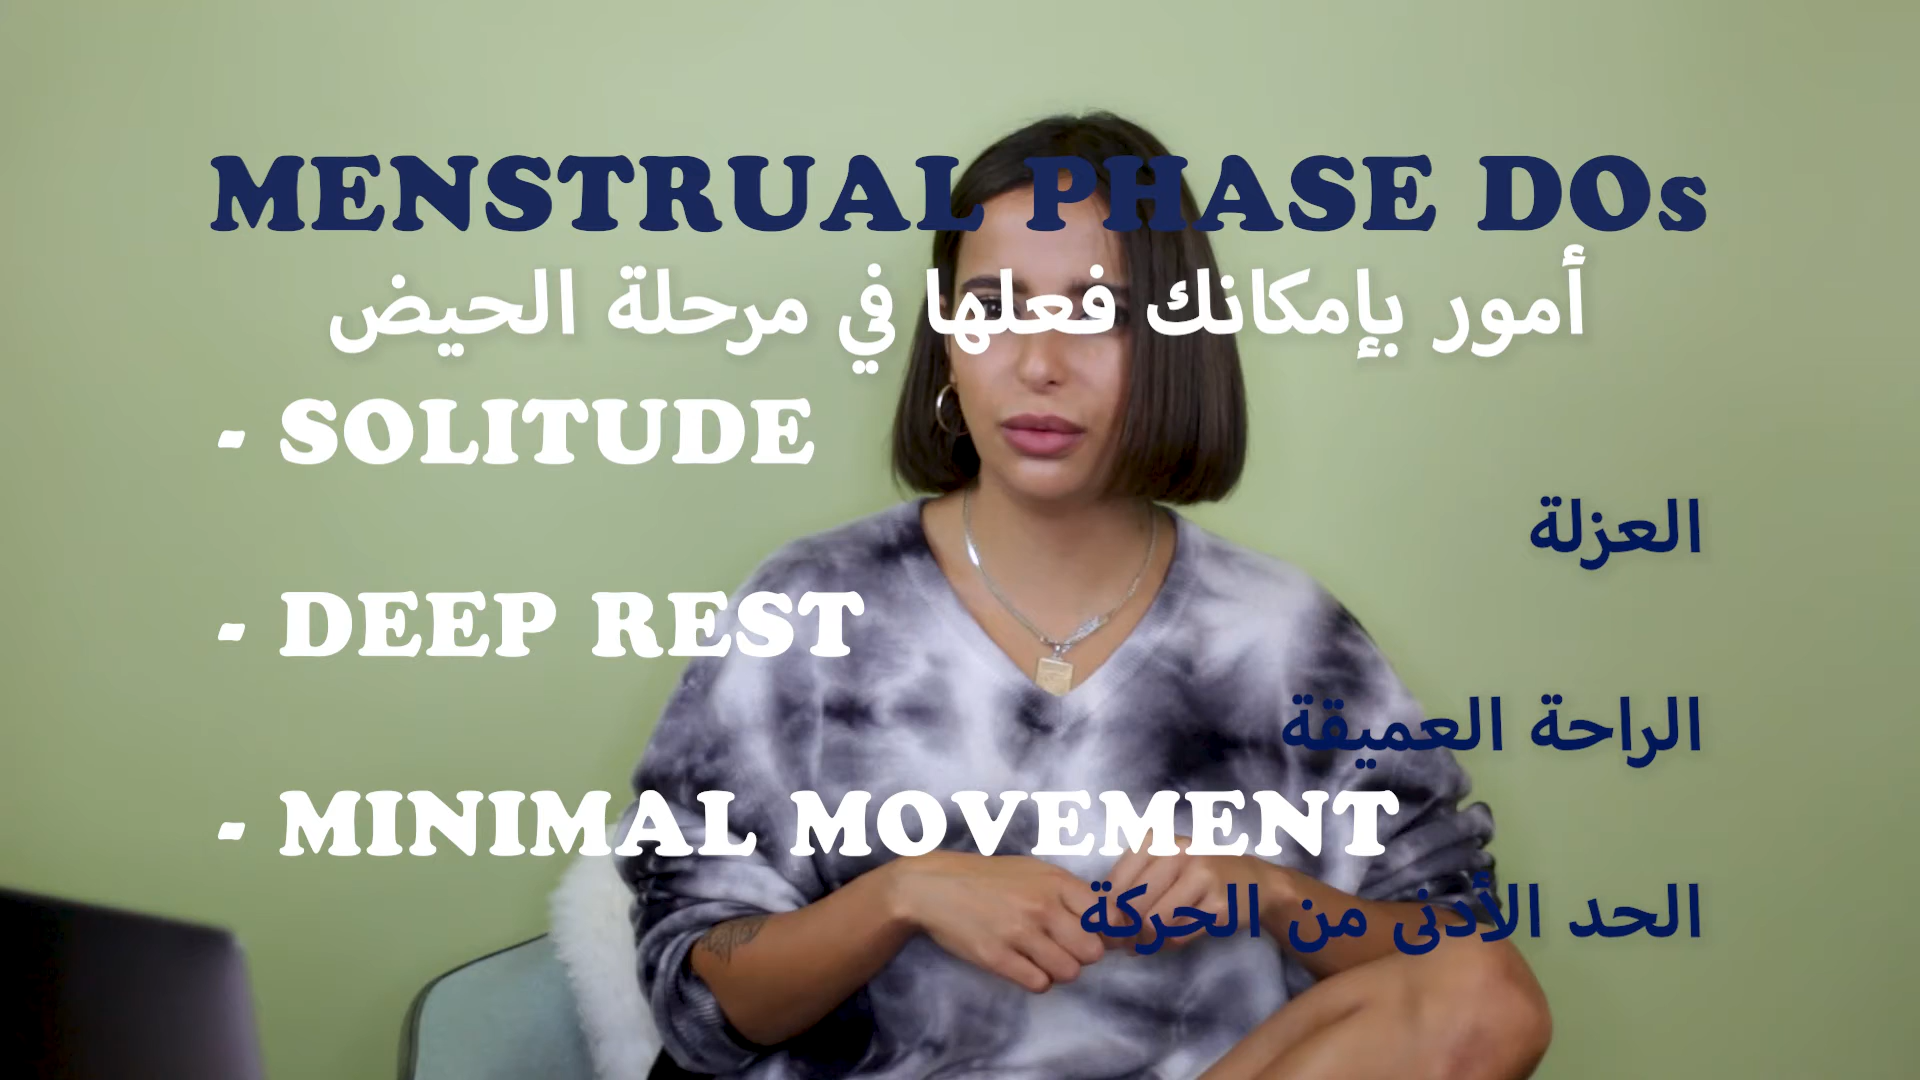 MENSTRUAL PHASE DOs
أمور بإمكانك فعلها في مرحلة الحيض
- SOLITUDE
العزلة
- DEEP REST
الراحة العميقة
- MINIMAL MOVEMENT
الحد الأدنى من الحركة